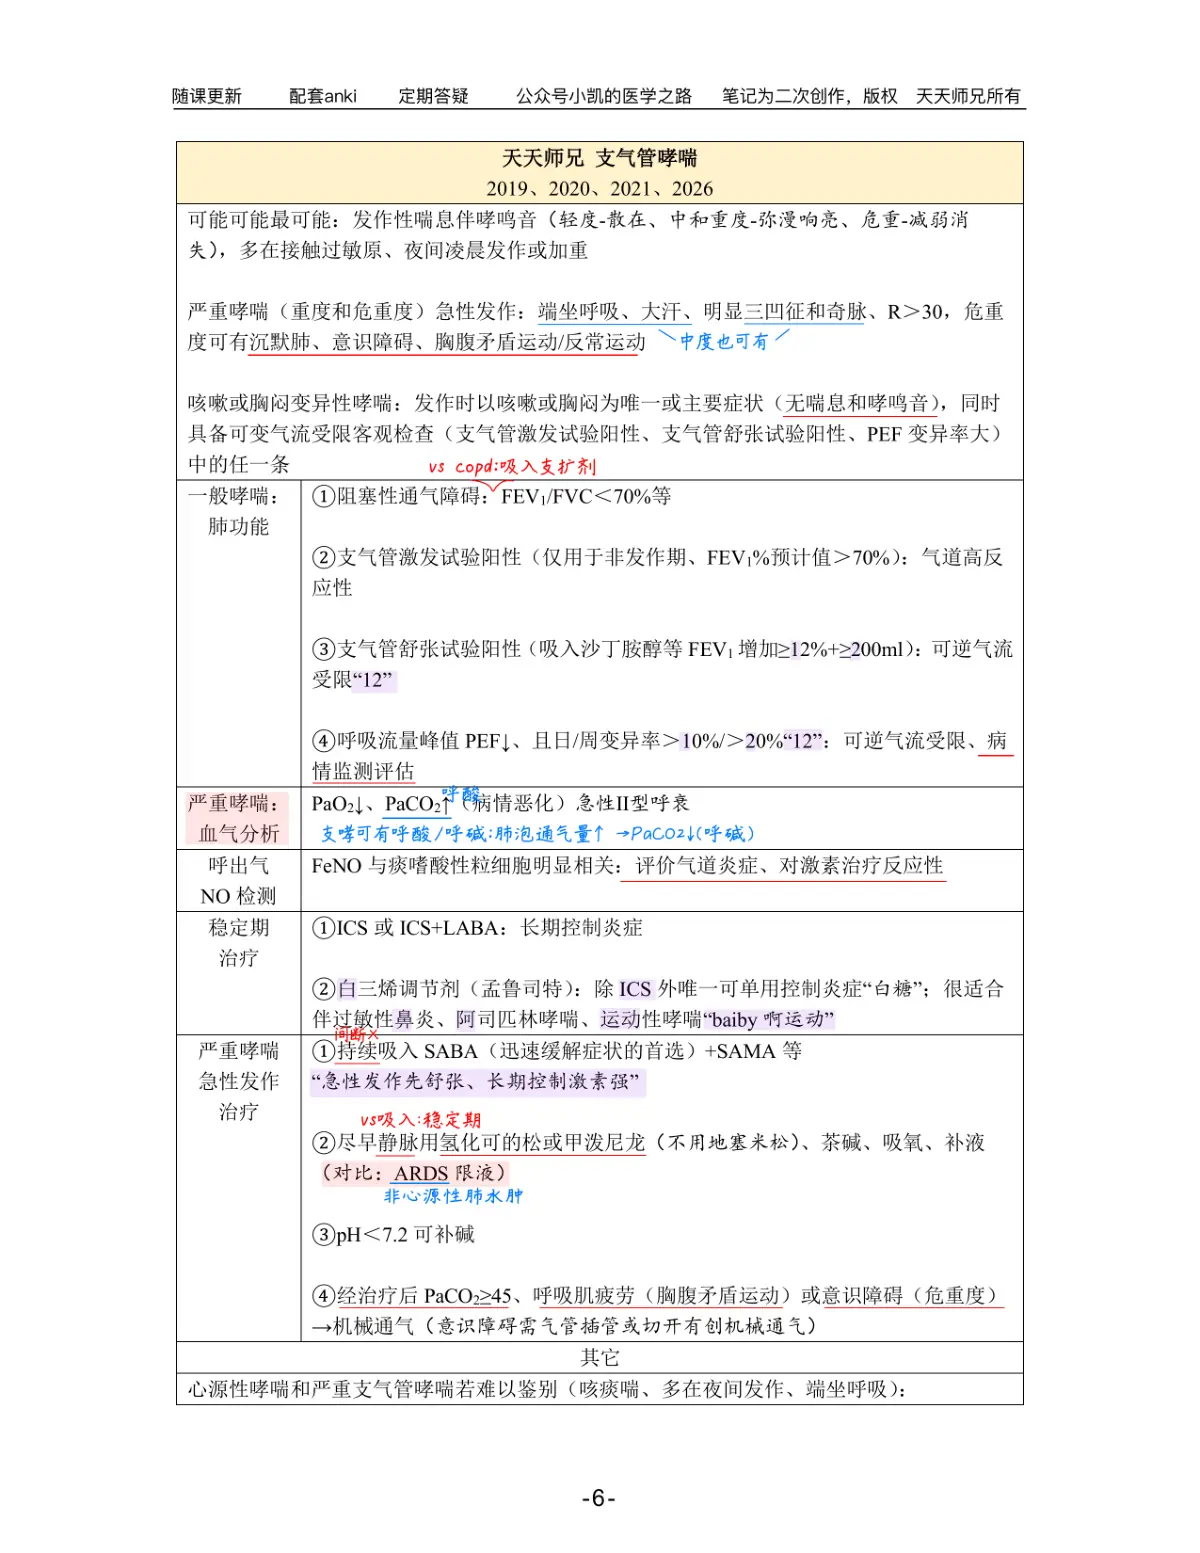 随课更新 配套anki 定期答疑 公众号小凯的医学之路 笔记为二次创作，版权 天天师兄所有
天天师兄 支气管哮喘
2019、2020、2021、2026
可能可能最可能：发作性喘息伴哮鸣音（轻度-散在、中和重度-弥漫响亮、危重-减弱消
失），多在接触过敏原、夜间凌晨发作或加重
严重哮喘（重度和危重度）急性发作：端坐呼吸、大汗、明显三凹征和奇脉、R＞30，危重
度可有沉默肺、意识障碍、胸腹矛盾运动/反常运动
中度也可有
咳嗽或胸闷变异性哮喘：发作时以咳嗽或胸闷为唯一或主要症状（无喘息和哮鸣音），同时
具备可变气流受限客观检查（支气管激发试验阳性、支气管舒张试验阳性、PEF 变异率大）
中的任一条
vs copd:吸入支扩剂
一般哮喘：
肺功能
①阻塞性通气障碍：FEV₁/FVC＜70%等
②支气管激发试验阳性（仅用于非发作期、FEV₁%预计值＞70%）：气道高反
应性
③支气管舒张试验阳性（吸入沙丁胺醇等 FEV₁ 增加≥12%+≥200ml）：可逆气流
受限“12”
④呼吸流量峰值 PEF↓、且日/周变异率＞10%/＞20%“12”：可逆气流受限、病
情监测评估
严重哮喘：
血气分析
呼酸
PaO₂↓、PaCO₂↑（病情恶化）急性II型呼衰
支哮可有呼酸/呼碱:肺泡通气量↑ →PaCO2↓(呼碱)
呼出气
NO 检测
FeNO 与痰嗜酸性粒细胞明显相关：评价气道炎症、对激素治疗反应性
稳定期
治疗
①ICS 或 ICS+LABA：长期控制炎症
②白三烯调节剂（孟鲁司特）：除 ICS 外唯一可单用控制炎症“白糖”；很适合
伴过敏性鼻炎、阿司匹林哮喘、运动性哮喘“baiby 啊运动”
严重哮喘
急性发作
治疗
间断×
①持续吸入 SABA（迅速缓解症状的首选）+SAMA 等
“急性发作先舒张、长期控制激素强”
vs吸入:稳定期
②尽早静脉用氢化可的松或甲泼尼龙（不用地塞米松）、茶碱、吸氧、补液
（对比：ARDS 限液）
非心源性肺水肿
③pH＜7.2 可补碱
④经治疗后 PaCO₂≥45、呼吸肌疲劳（胸腹矛盾运动）或意识障碍（危重度）
→机械通气（意识障碍需气管插管或切开有创机械通气）
其它
心源性哮喘和严重支气管哮喘若难以鉴别（咳痰喘、多在夜间发作、端坐呼吸）：
-6-